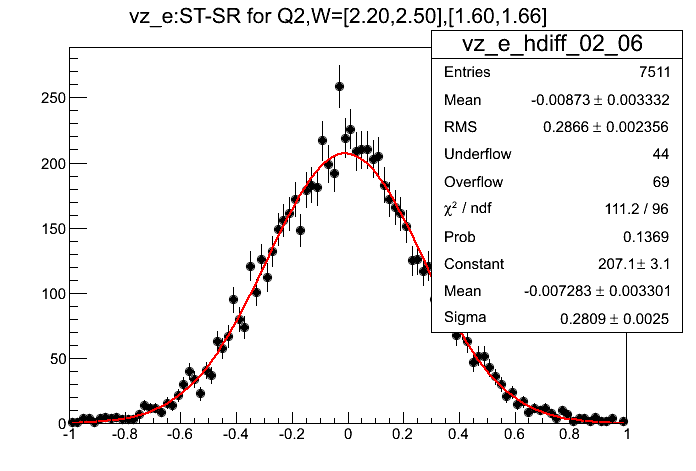 vz_e:ST-SR for Q2,W=[2.20,2.50],[1.60,1.66]
vz_e_hdiff_02_06
Entries 7511
Mean -0.00873 ± 0.003332
RMS 0.2866 ± 0.002356
Underflow 44
Overflow 69
χ² / ndf 111.2 / 96
Prob 0.1369
Constant 207.1± 3.1
Mean -0.007283 ± 0.003301
Sigma 0.2809 ± 0.0025
250
200
150
100
50
0
-1 -0.8 -0.6 -0.4 -0.2 0 0.2 0.4 0.6 0.8 1